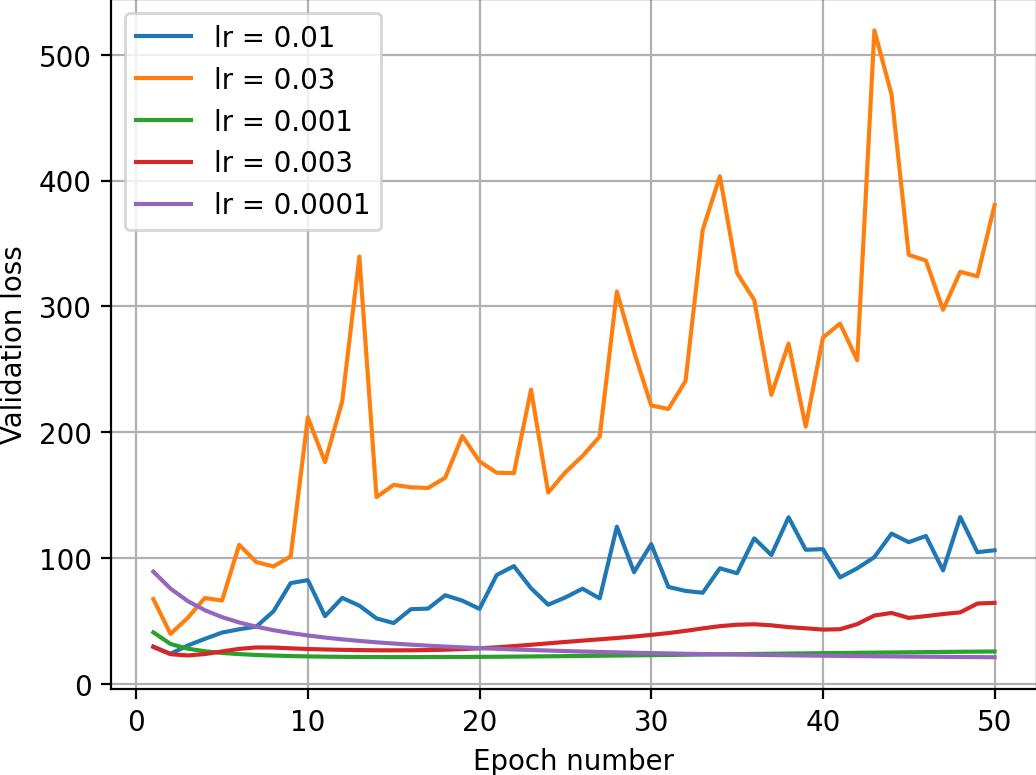 lr = 0.01
lr = 0.03
lr = 0.001
lr = 0.003
lr = 0.0001
500
400
300
200
100
0
Validation loss
0 10 20 30 40 50
Epoch number